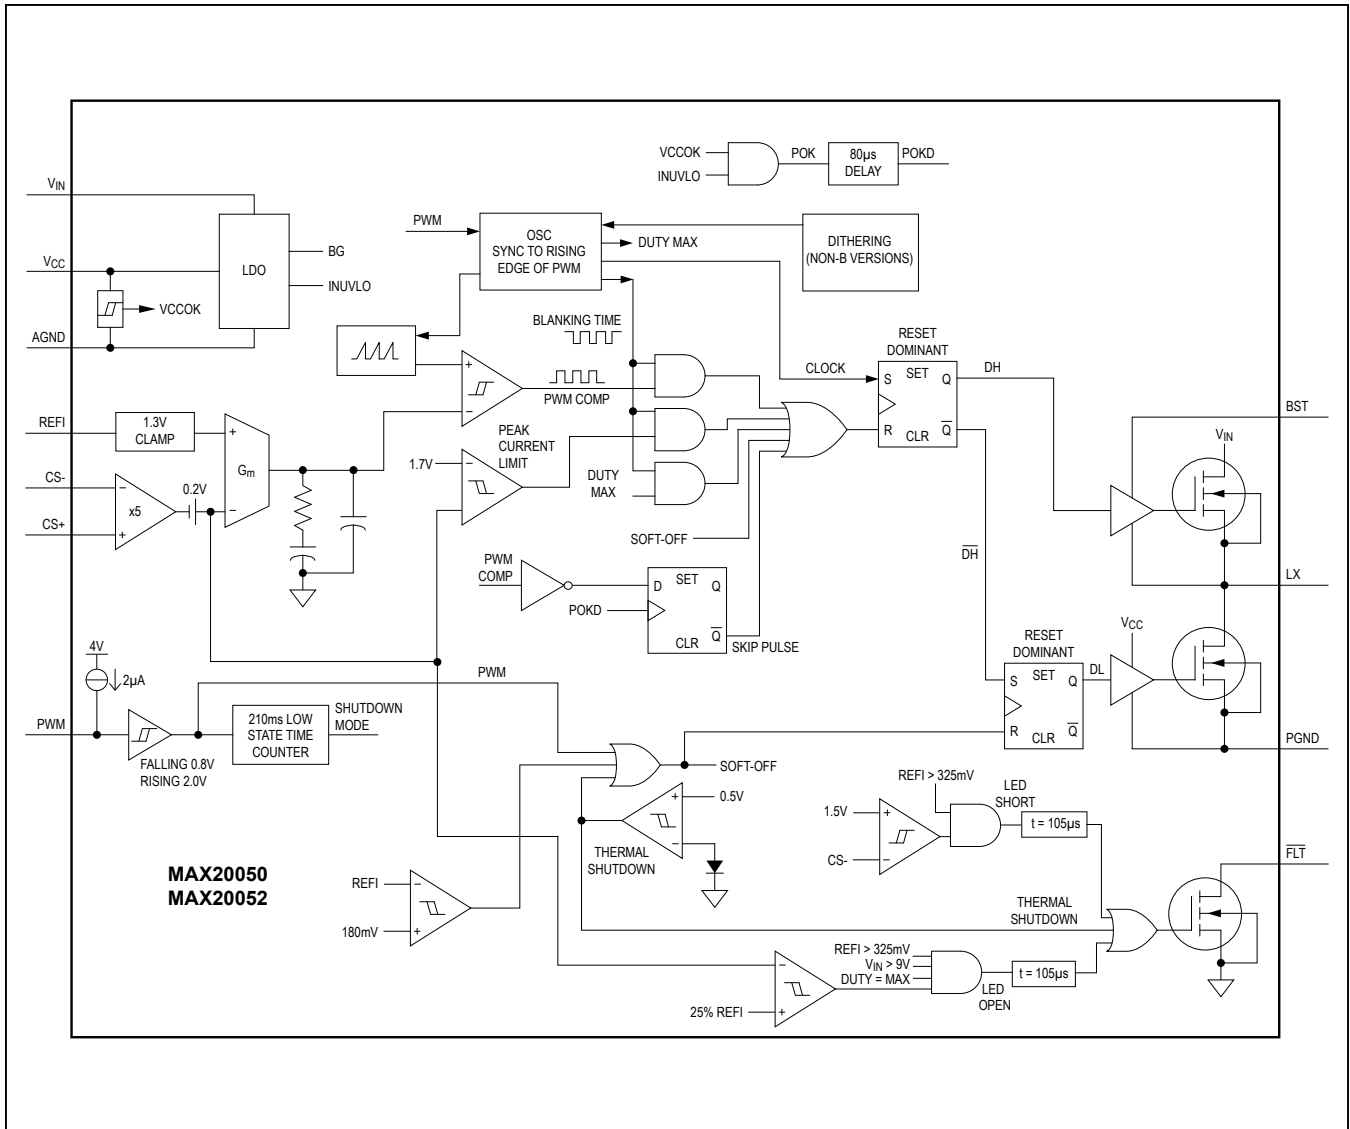 VCCOK
INUVLO
POK
80µs
DELAY
POKD
VIN
VCC
AGND
LDO
BG
INUVLO
VCCOK
PWM
OSC
SYNC TO RISING
EDGE OF PWM
DUTY MAX
DITHERING
(NON-B VERSIONS)
BLANKING TIME
PWM COMP
REFI
1.3V
CLAMP
CS-
CS+
x5
0.2V
+
-
Gm
-
+
+
-
PEAK
CURRENT
LIMIT
1.7V
-
DUTY
MAX
SOFT-OFF
CLOCK
RESET
DOMINANT
S
SET
Q
R
CLR
Q
DH
DH
PWM
COMP
POKD
D
SET
Q
CLR
Q
SKIP PULSE
BST
VIN
LX
VCC
PGND
RESET
DOMINANT
S
SET
Q
R
CLR
Q
DL
4V
2µA
PWM
FALLING 0.8V
RISING 2.0V
210ms LOW
STATE TIME
COUNTER
SHUTDOWN
MODE
PWM
SOFT-OFF
+
0.5V
-
THERMAL
SHUTDOWN
REFI
-
180mV
+
REFI > 325mV
LED
SHORT
1.5V
+
CS-
-
t = 105µs
FLT
THERMAL
SHUTDOWN
REFI > 325mV
VIN > 9V
DUTY = MAX
-
25% REFI
+
LED
OPEN
t = 105µs
MAX20050
MAX20052